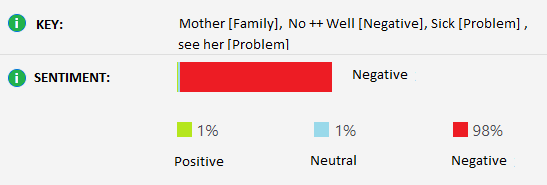 KEY: Mother [Family], No ++ Well [Negative], Sick [Problem] ,
see her [Problem]
SENTIMENT: Negative
1% 1% 98%
Positive Neutral Negative